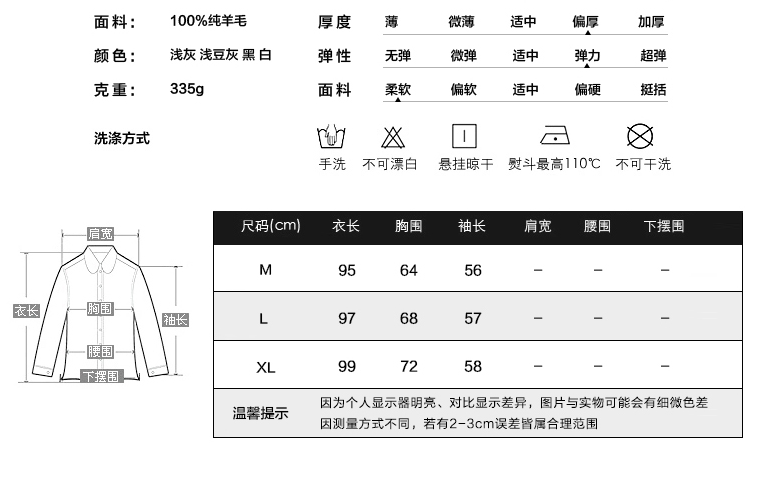 面料： 100%纯羊毛 厚度 薄 微薄 适中 偏厚 加厚
颜色： 浅灰 浅豆灰 黑 白 弹性 无弹 微弹 适中 弹力 超弹
克重： 335g 面料 柔软 偏软 适中 偏硬 挺括
洗涤方式
手洗 不可漂白 悬挂晾干 熨斗最高110℃ 不可干洗
肩宽
衣长
胸围
袖长
腰围
下摆围
尺码(cm) 衣长 胸围 袖长 肩宽 腰围 下摆围
M 95 64 56 – – –
L 97 68 57 – – –
XL 99 72 58 – – –
温馨提示
因为个人显示器明亮、对比显示差异，图片与实物可能会有细微色差
因测量方式不同，若有2-3cm误差皆属合理范围